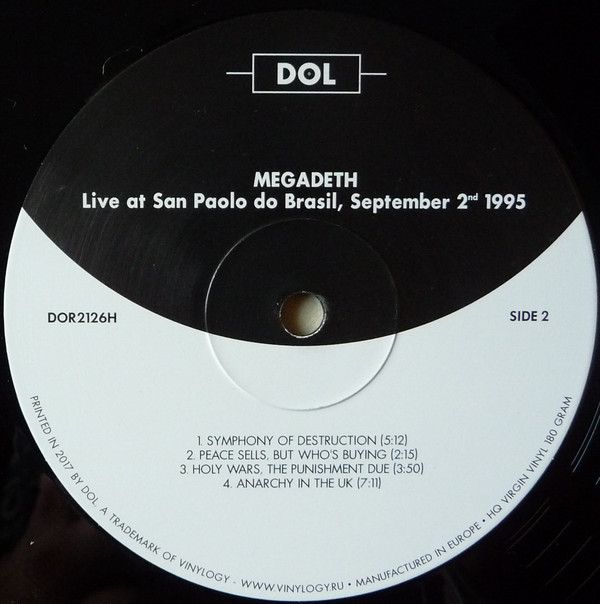 DOL
MEGADETH
Live at San Paolo do Brasil, September 2nd 1995
DOR2126H
SIDE 2
1. SYMPHONY OF DESTRUCTION (5:12)
2. PEACE SELLS, BUT WHO'S BUYING (2:15)
3. HOLY WARS, THE PUNISHMENT DUE (3:50)
4. ANARCHY IN THE UK (7:11)
PRINTED IN 2017 BY DOL. A TRADEMARK OF VINYLOGY - WWW.VINYLOGY.RU • MANUFACTURED IN EUROPE • HQ VIRGIN VINYL 180 GRAM